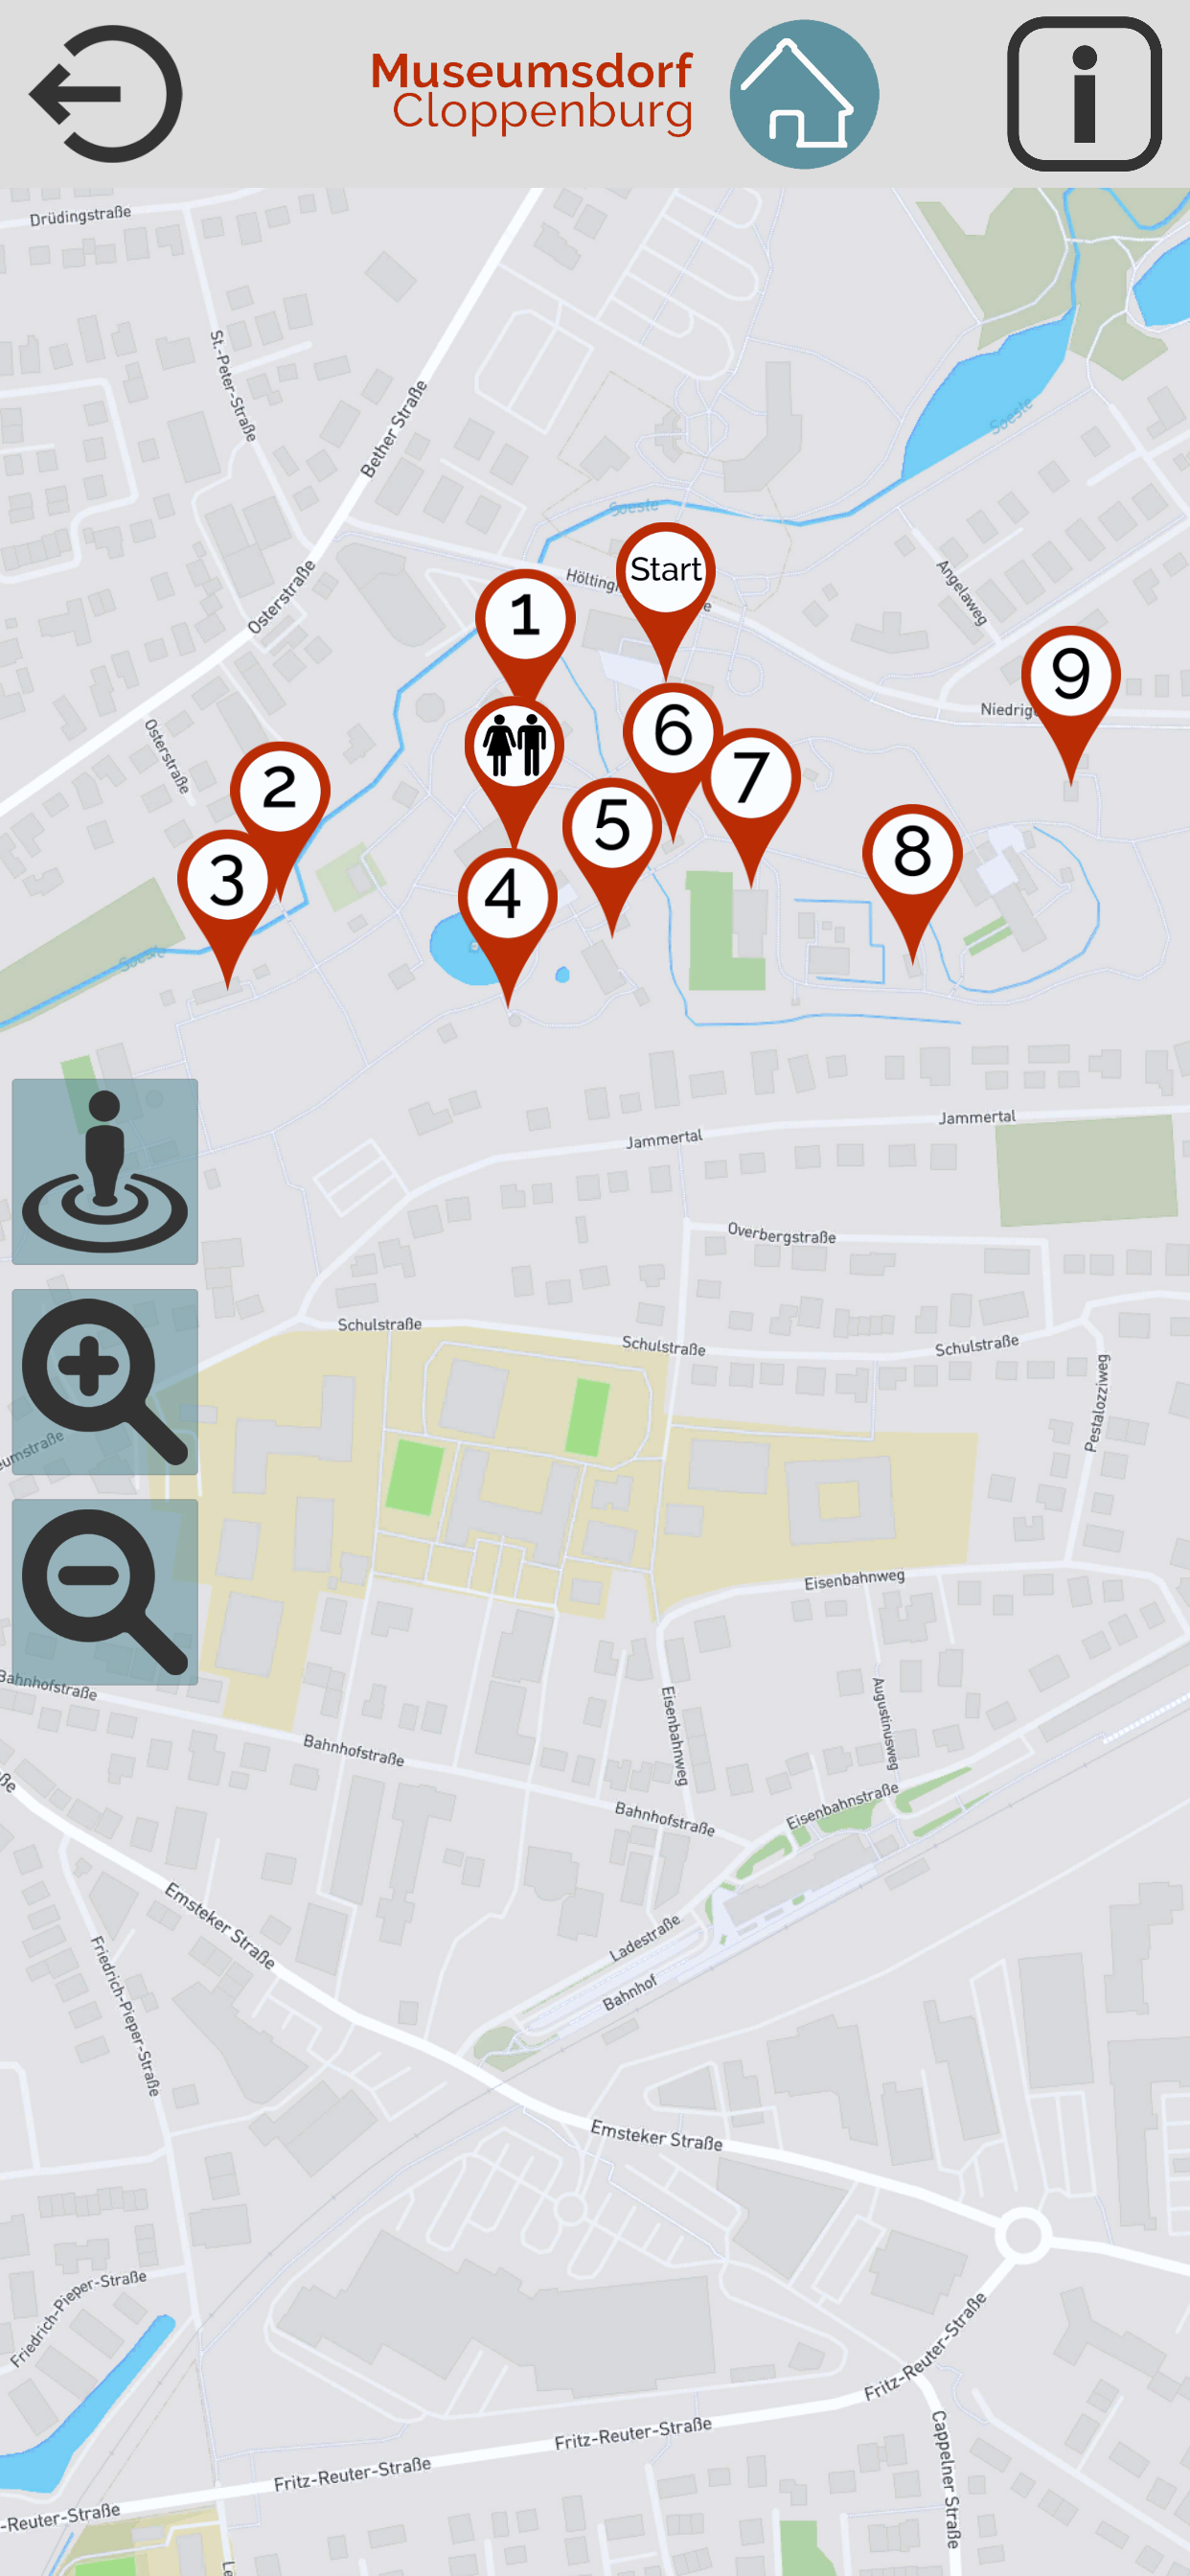 Museumsdorf
Cloppenburg
Drüdingstraße
St.-Peter-Straße
Bether Straße
Soeste
Soeste
Osterstraße
Start
Angelaweg
1
9
6
Osterstraße
2
7
5
8
3
4
Soeste
Jammertal
Jammertal
Overbergstraße
Schulstraße
Schulstraße
Schulstraße
Pestalozziweg
Eisenbahnweg
Bahnhofstraße
Eisenbahnweg
Augustinusweg
Bahnhofstraße
Eisenbahnstraße
Bahnhofstraße
Emsteker Straße
Ladestraße
Friedrich-Pieper-Straße
Bahnhof
Emsteker Straße
Friedrich-Pieper-Straße
Fritz-Reuter-Straße
Fritz-Reuter-Straße
Cappelner Straße
Fritz-Reuter-Straße
-Reuter-Straße